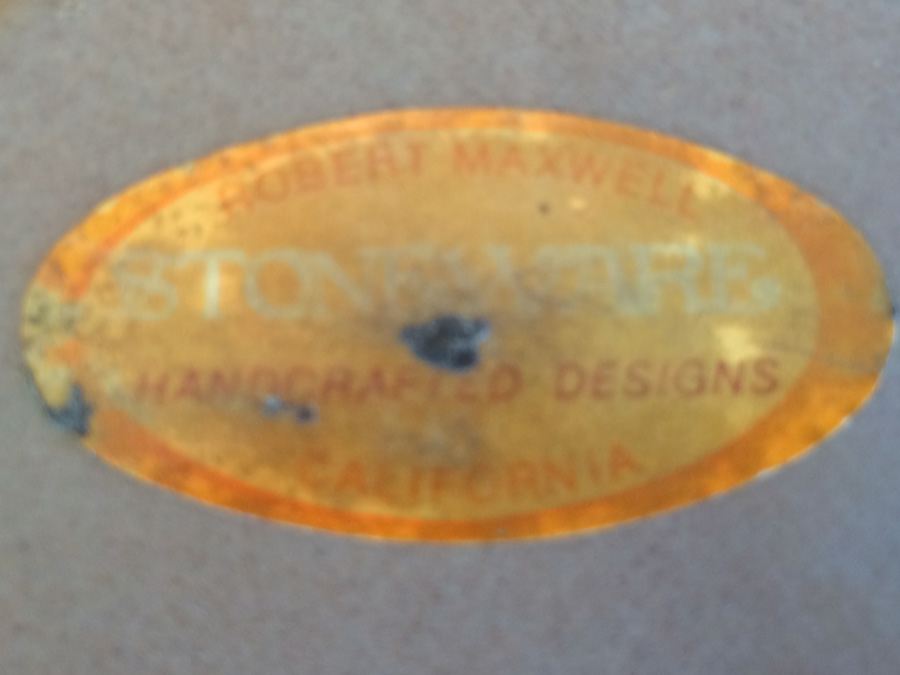 ROBERT MAXWELL
STONEWARE
HANDCRAFTED DESIGNS
CALIFORNIA